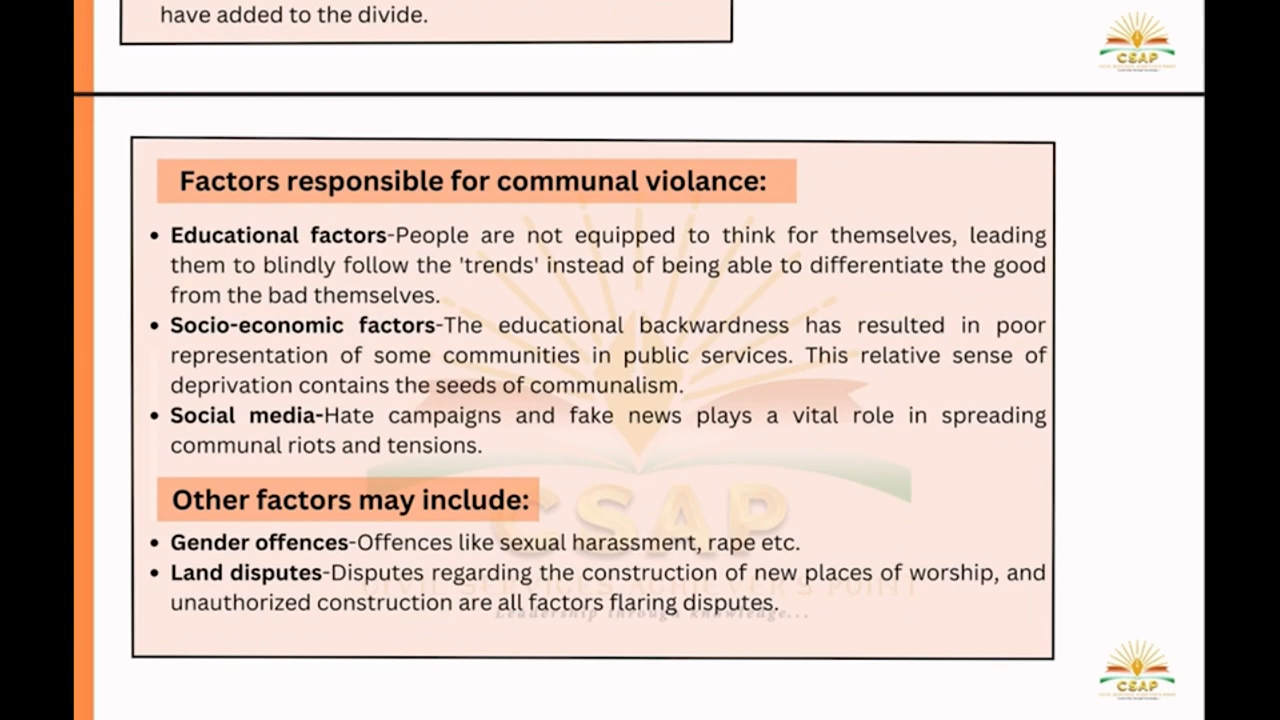 have added to the divide.
CSAP
Factors responsible for communal violance:
• Educational factors-People are not equipped to think for themselves, leading
them to blindly follow the 'trends' instead of being able to differentiate the good
from the bad themselves.
• Socio-economic factors-The educational backwardness has resulted in poor
representation of some communities in public services. This relative sense of
deprivation contains the seeds of communalism.
• Social media-Hate campaigns and fake news plays a vital role in spreading
communal riots and tensions.
Other factors may include:
CSAP
• Gender offences-Offences like sexual harassment, rape etc.
• Land disputes-Disputes regarding the construction of new places of worship, and
unauthorized construction are all factors flaring disputes.
Leadership through knowledge...
CSAP